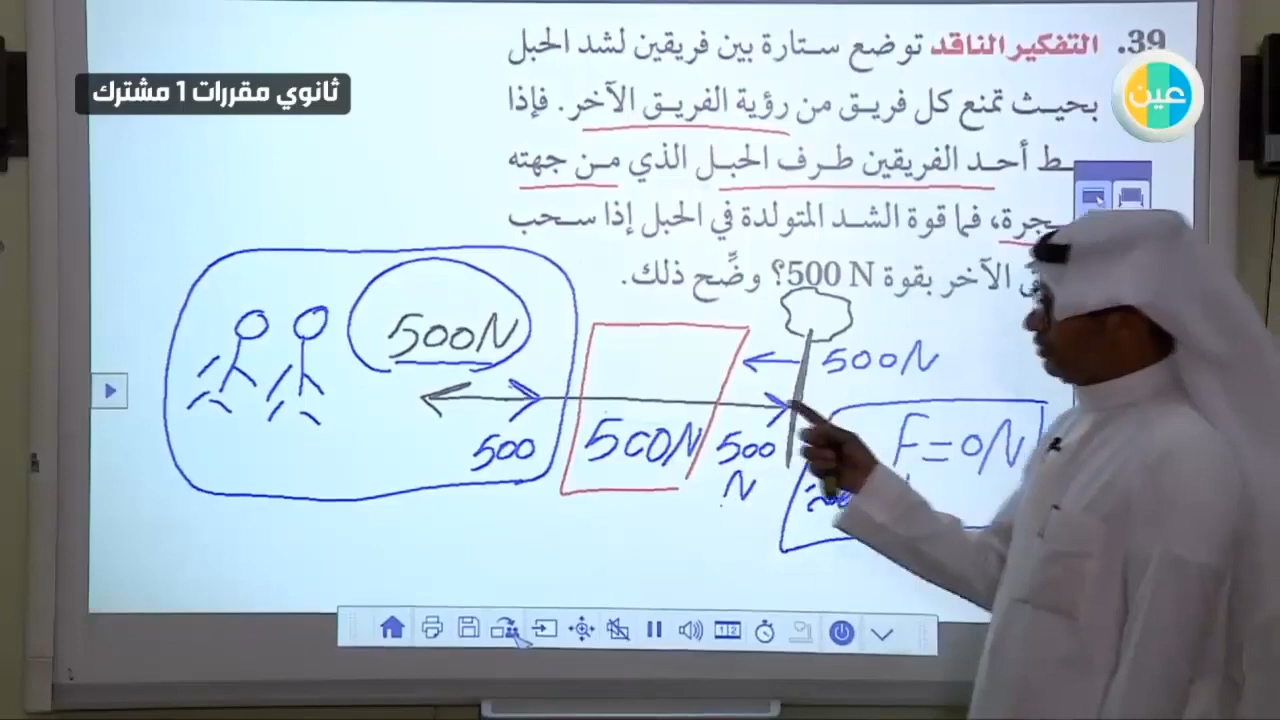 39. التفكير الناقد توضع ستارة بين فريقين لشد الحبل
بحيث تمنع كل فريق من رؤية الفريق الآخر. فإذا
ـط أحد الفريقين طرف الحبل الذي من جهته
ـجرة، فما قوة الشد المتولدة في الحبل إذا سحب
الآخر بقوة 500 N؟ وضِّح ذلك.
عين
ثانوي مقررات 1 مشترك
500N
500N
500
500N
500
N
F=0N